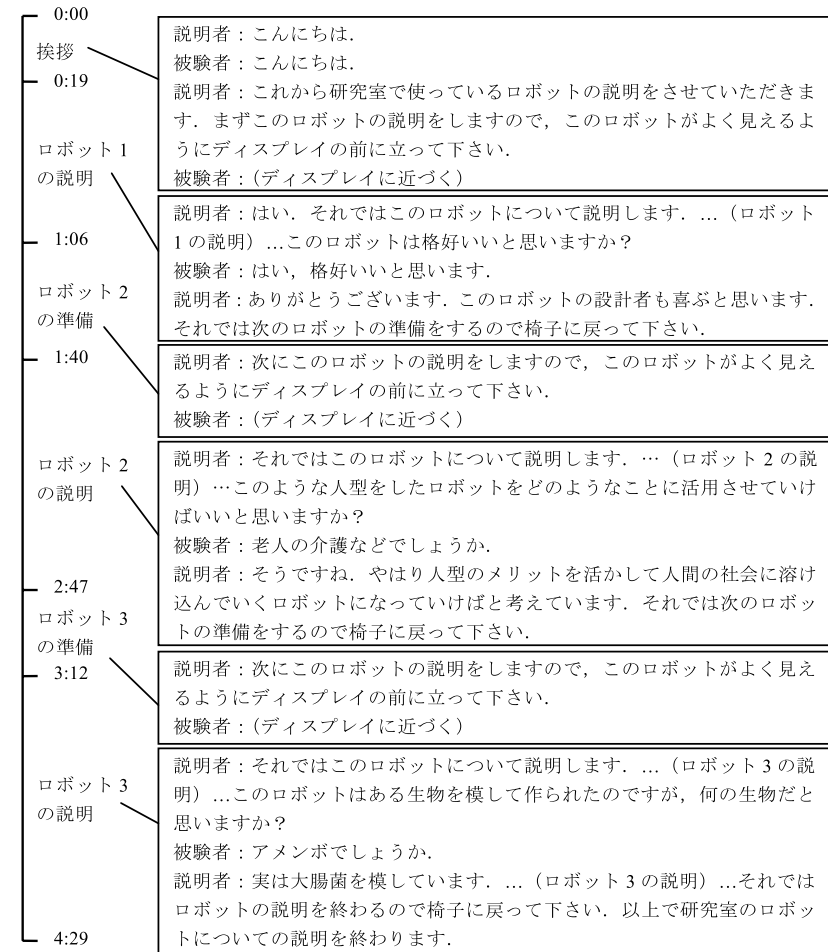 0:00
挨拶
0:19
説明者：こんにちは．
被験者：こんにちは．
説明者：これから研究室で使っているロボットの説明をさせていただきま
す．まずこのロボットの説明をしますので，このロボットがよく見えるよ
うにディスプレイの前に立って下さい．
被験者：(ディスプレイに近づく)
ロボット 1
の説明
1:06
説明者：はい．それではこのロボットについて説明します．…（ロボット
1 の説明）…このロボットは格好いいと思いますか？
被験者：はい，格好いいと思います．
説明者：ありがとうございます．このロボットの設計者も喜ぶと思います．
それでは次のロボットの準備をするので椅子に戻って下さい．
ロボット 2
の準備
1:40
説明者：次にこのロボットの説明をしますので，このロボットがよく見え
るようにディスプレイの前に立って下さい．
被験者：(ディスプレイに近づく)
ロボット 2
の説明
2:47
説明者：それではこのロボットについて説明します．…（ロボット 2 の説
明）…このような人型をしたロボットをどのようなことに活用させていけ
ばいいと思いますか？
被験者：老人の介護などでしょうか．
説明者：そうですね．やはり人型のメリットを活かして人間の社会に溶け
込んでいくロボットになっていけばと考えています．それでは次のロボッ
トの準備をするので椅子に戻って下さい．
ロボット 3
の準備
3:12
説明者：次にこのロボットの説明をしますので，このロボットがよく見え
るようにディスプレイの前に立って下さい．
被験者：(ディスプレイに近づく)
ロボット 3
の説明
4:29
説明者：それではこのロボットについて説明します．…（ロボット 3 の説
明）…このロボットはある生物を模して作られたのですが，何の生物だと
思いますか？
被験者：アメンボでしょうか．
説明者：実は大腸菌を模しています．…（ロボット 3 の説明）…それでは
ロボットの説明を終わるので椅子に戻って下さい．以上で研究室のロボッ
トについての説明を終わります．